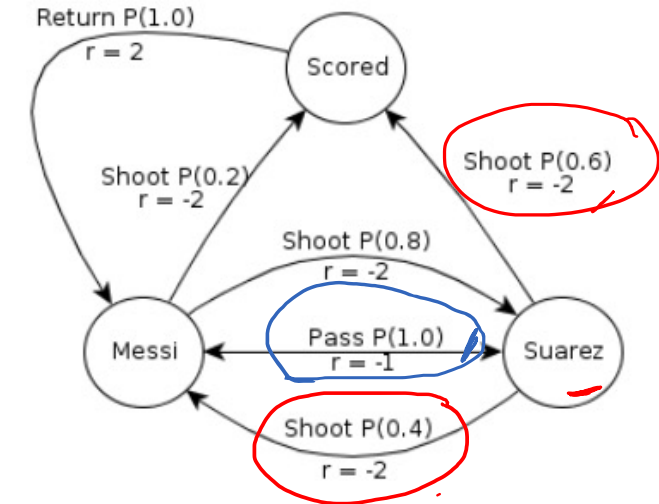 Return P(1.0)
r = 2
Scored
Shoot P(0.6)
r = -2
Shoot P(0.2)
r = -2
Shoot P(0.8)
r = -2
Messi
Pass P(1.0)
r = -1
Suarez
Shoot P(0.4)
r = -2